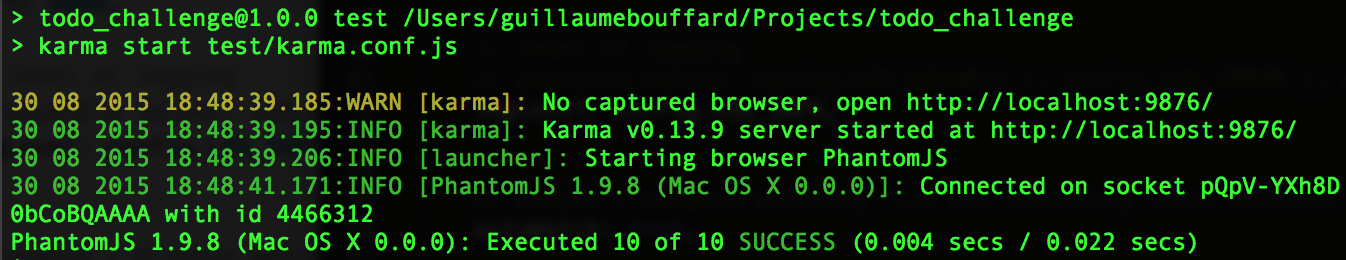 > todo_challenge@1.0.0 test /Users/guillaumebouffard/Projects/todo_challenge
> karma start test/karma.conf.js
30 08 2015 18:48:39.185:WARN [karma]: No captured browser, open http://localhost:9876/
30 08 2015 18:48:39.195:INFO [karma]: Karma v0.13.9 server started at http://localhost:9876/
30 08 2015 18:48:39.206:INFO [launcher]: Starting browser PhantomJS
30 08 2015 18:48:41.171:INFO [PhantomJS 1.9.8 (Mac OS X 0.0.0)]: Connected on socket pQpV-YXh8D
0bCoBQAAAA with id 4466312
PhantomJS 1.9.8 (Mac OS X 0.0.0): Executed 10 of 10 SUCCESS (0.004 secs / 0.022 secs)